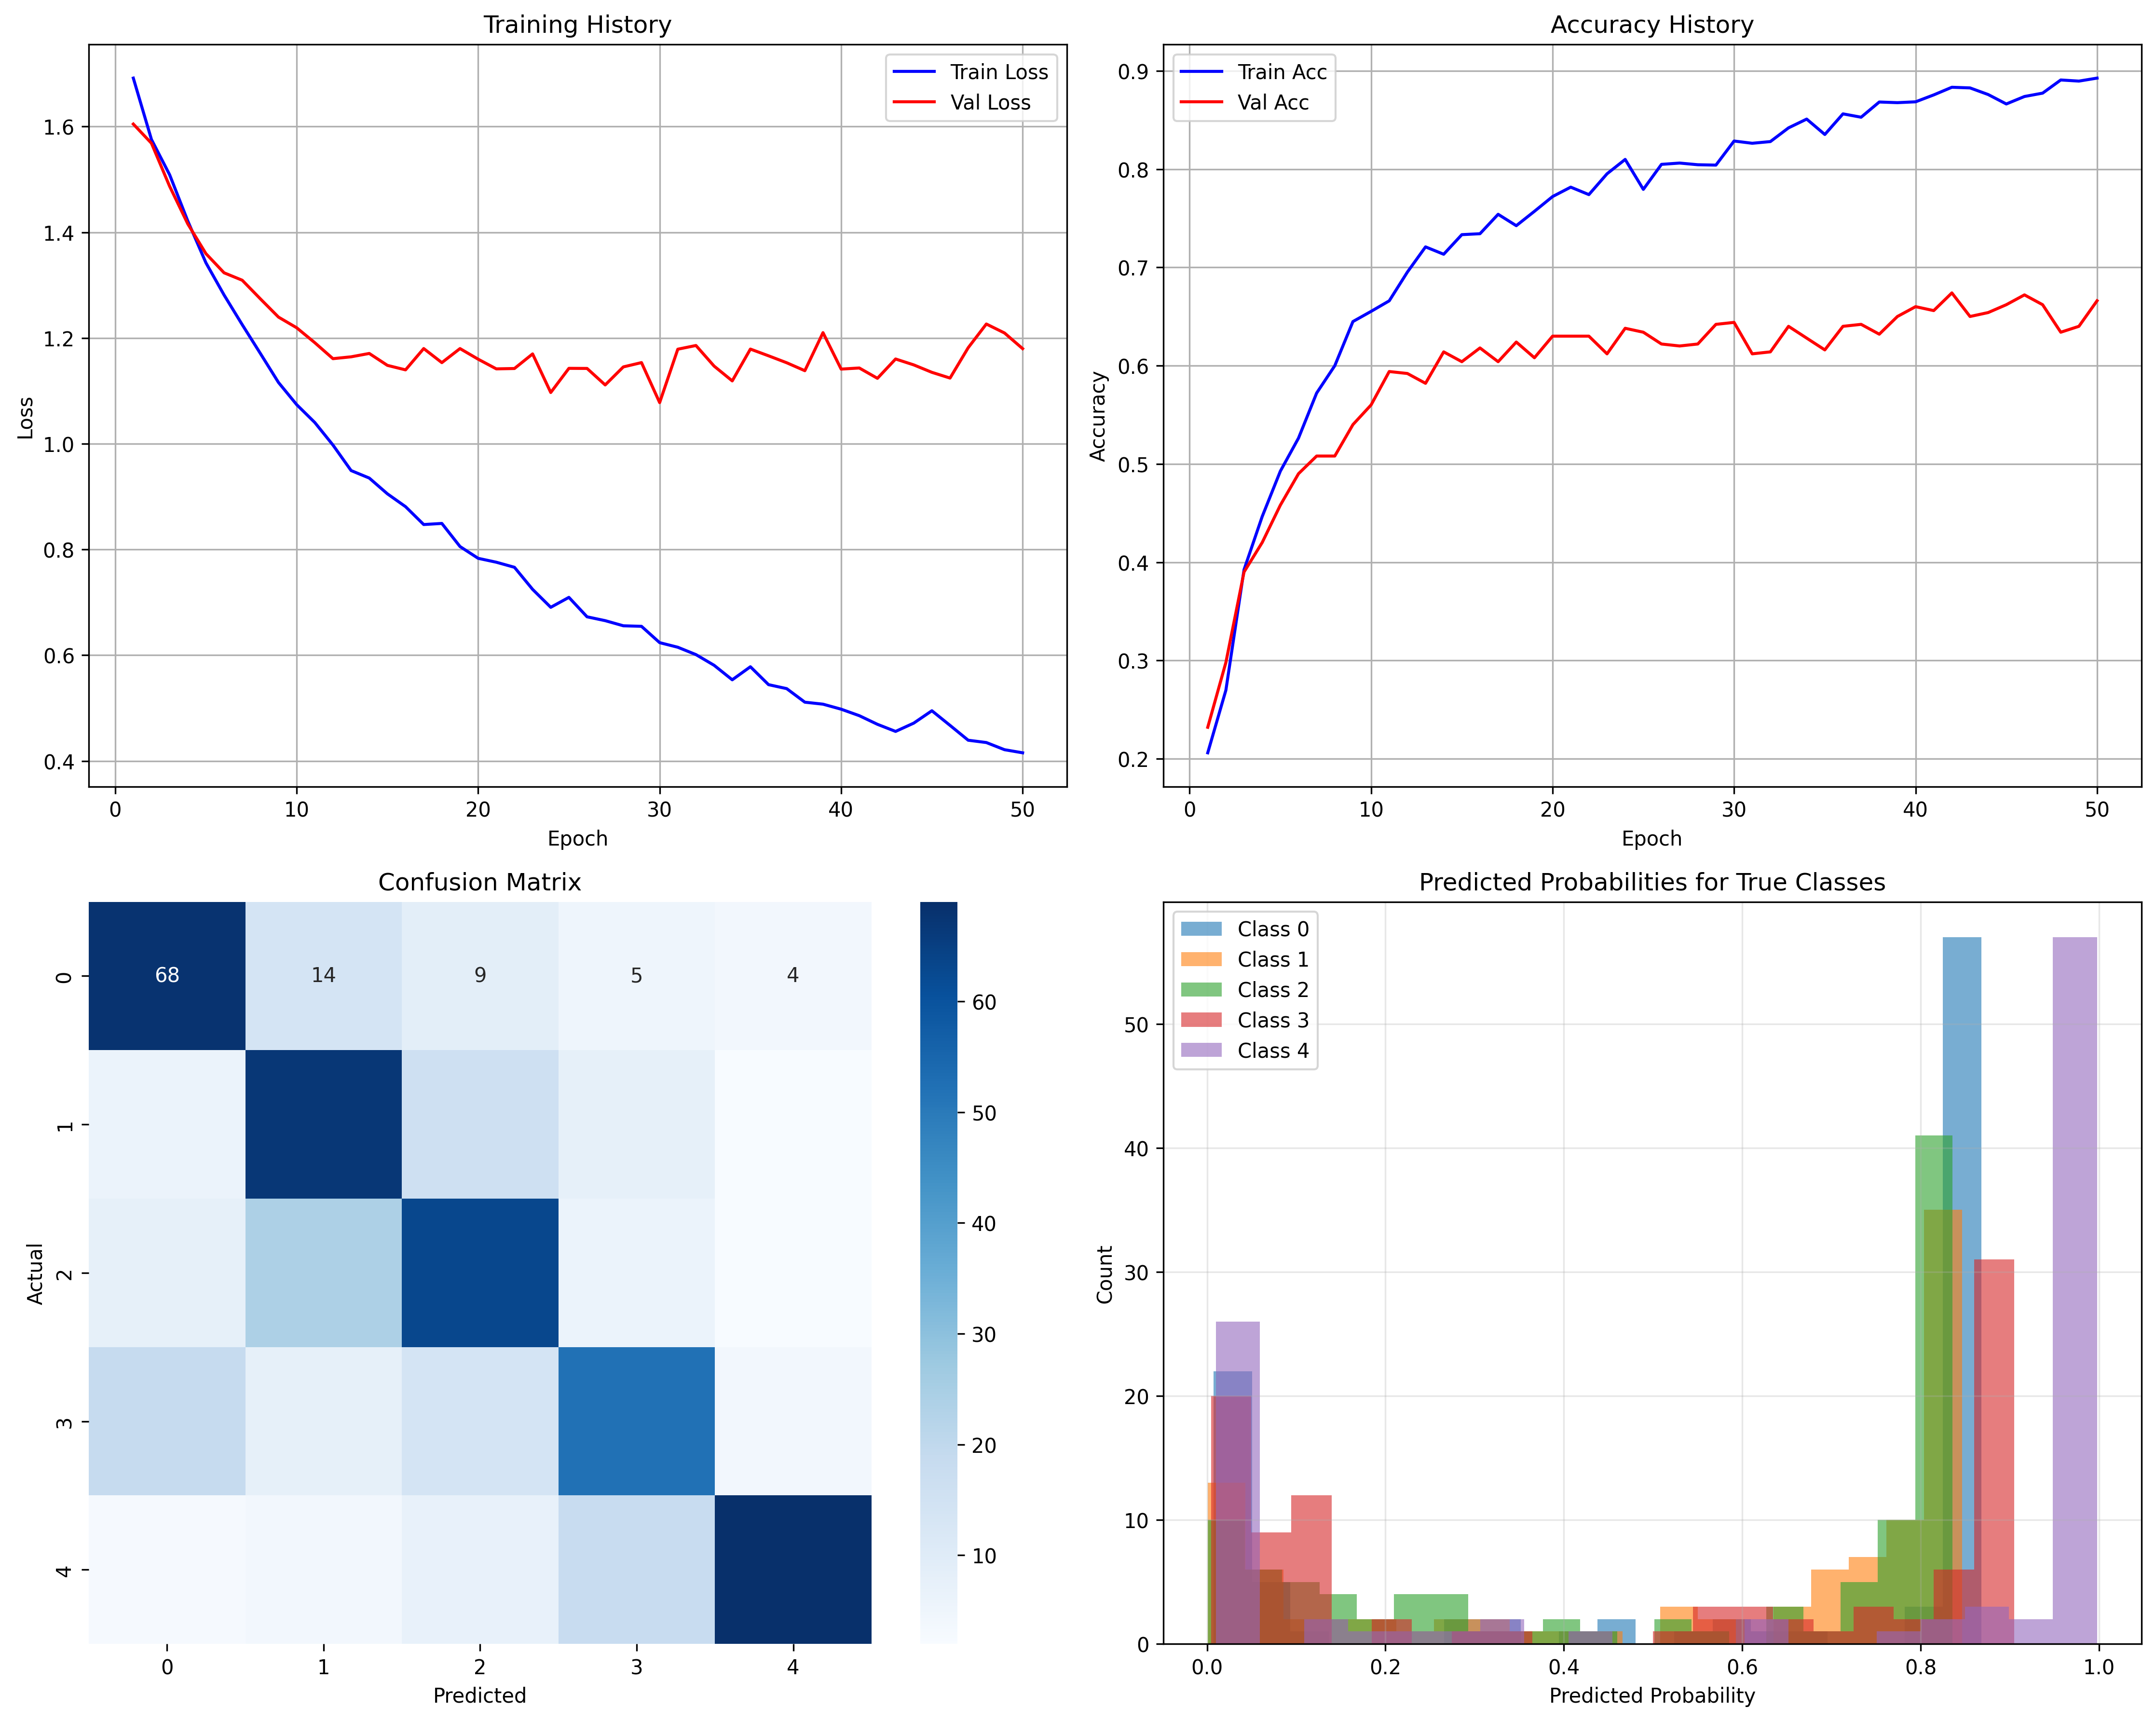 Training History
Train Loss
Val Loss
1.6
1.4
1.2
1.0
0.8
0.6
0.4
Loss
0 10 20 30 40 50
Epoch
Accuracy History
Train Acc
Val Acc
0.9
0.8
0.7
0.6
0.5
0.4
0.3
0.2
Accuracy
0 10 20 30 40 50
Epoch
Confusion Matrix
68 14 9 5 4
0
1
2
3
4
Actual
0 1 2 3 4
Predicted
60
50
40
30
20
10
Predicted Probabilities for True Classes
Class 0
Class 1
Class 2
Class 3
Class 4
50
40
30
20
10
0
Count
0.0 0.2 0.4 0.6 0.8 1.0
Predicted Probability